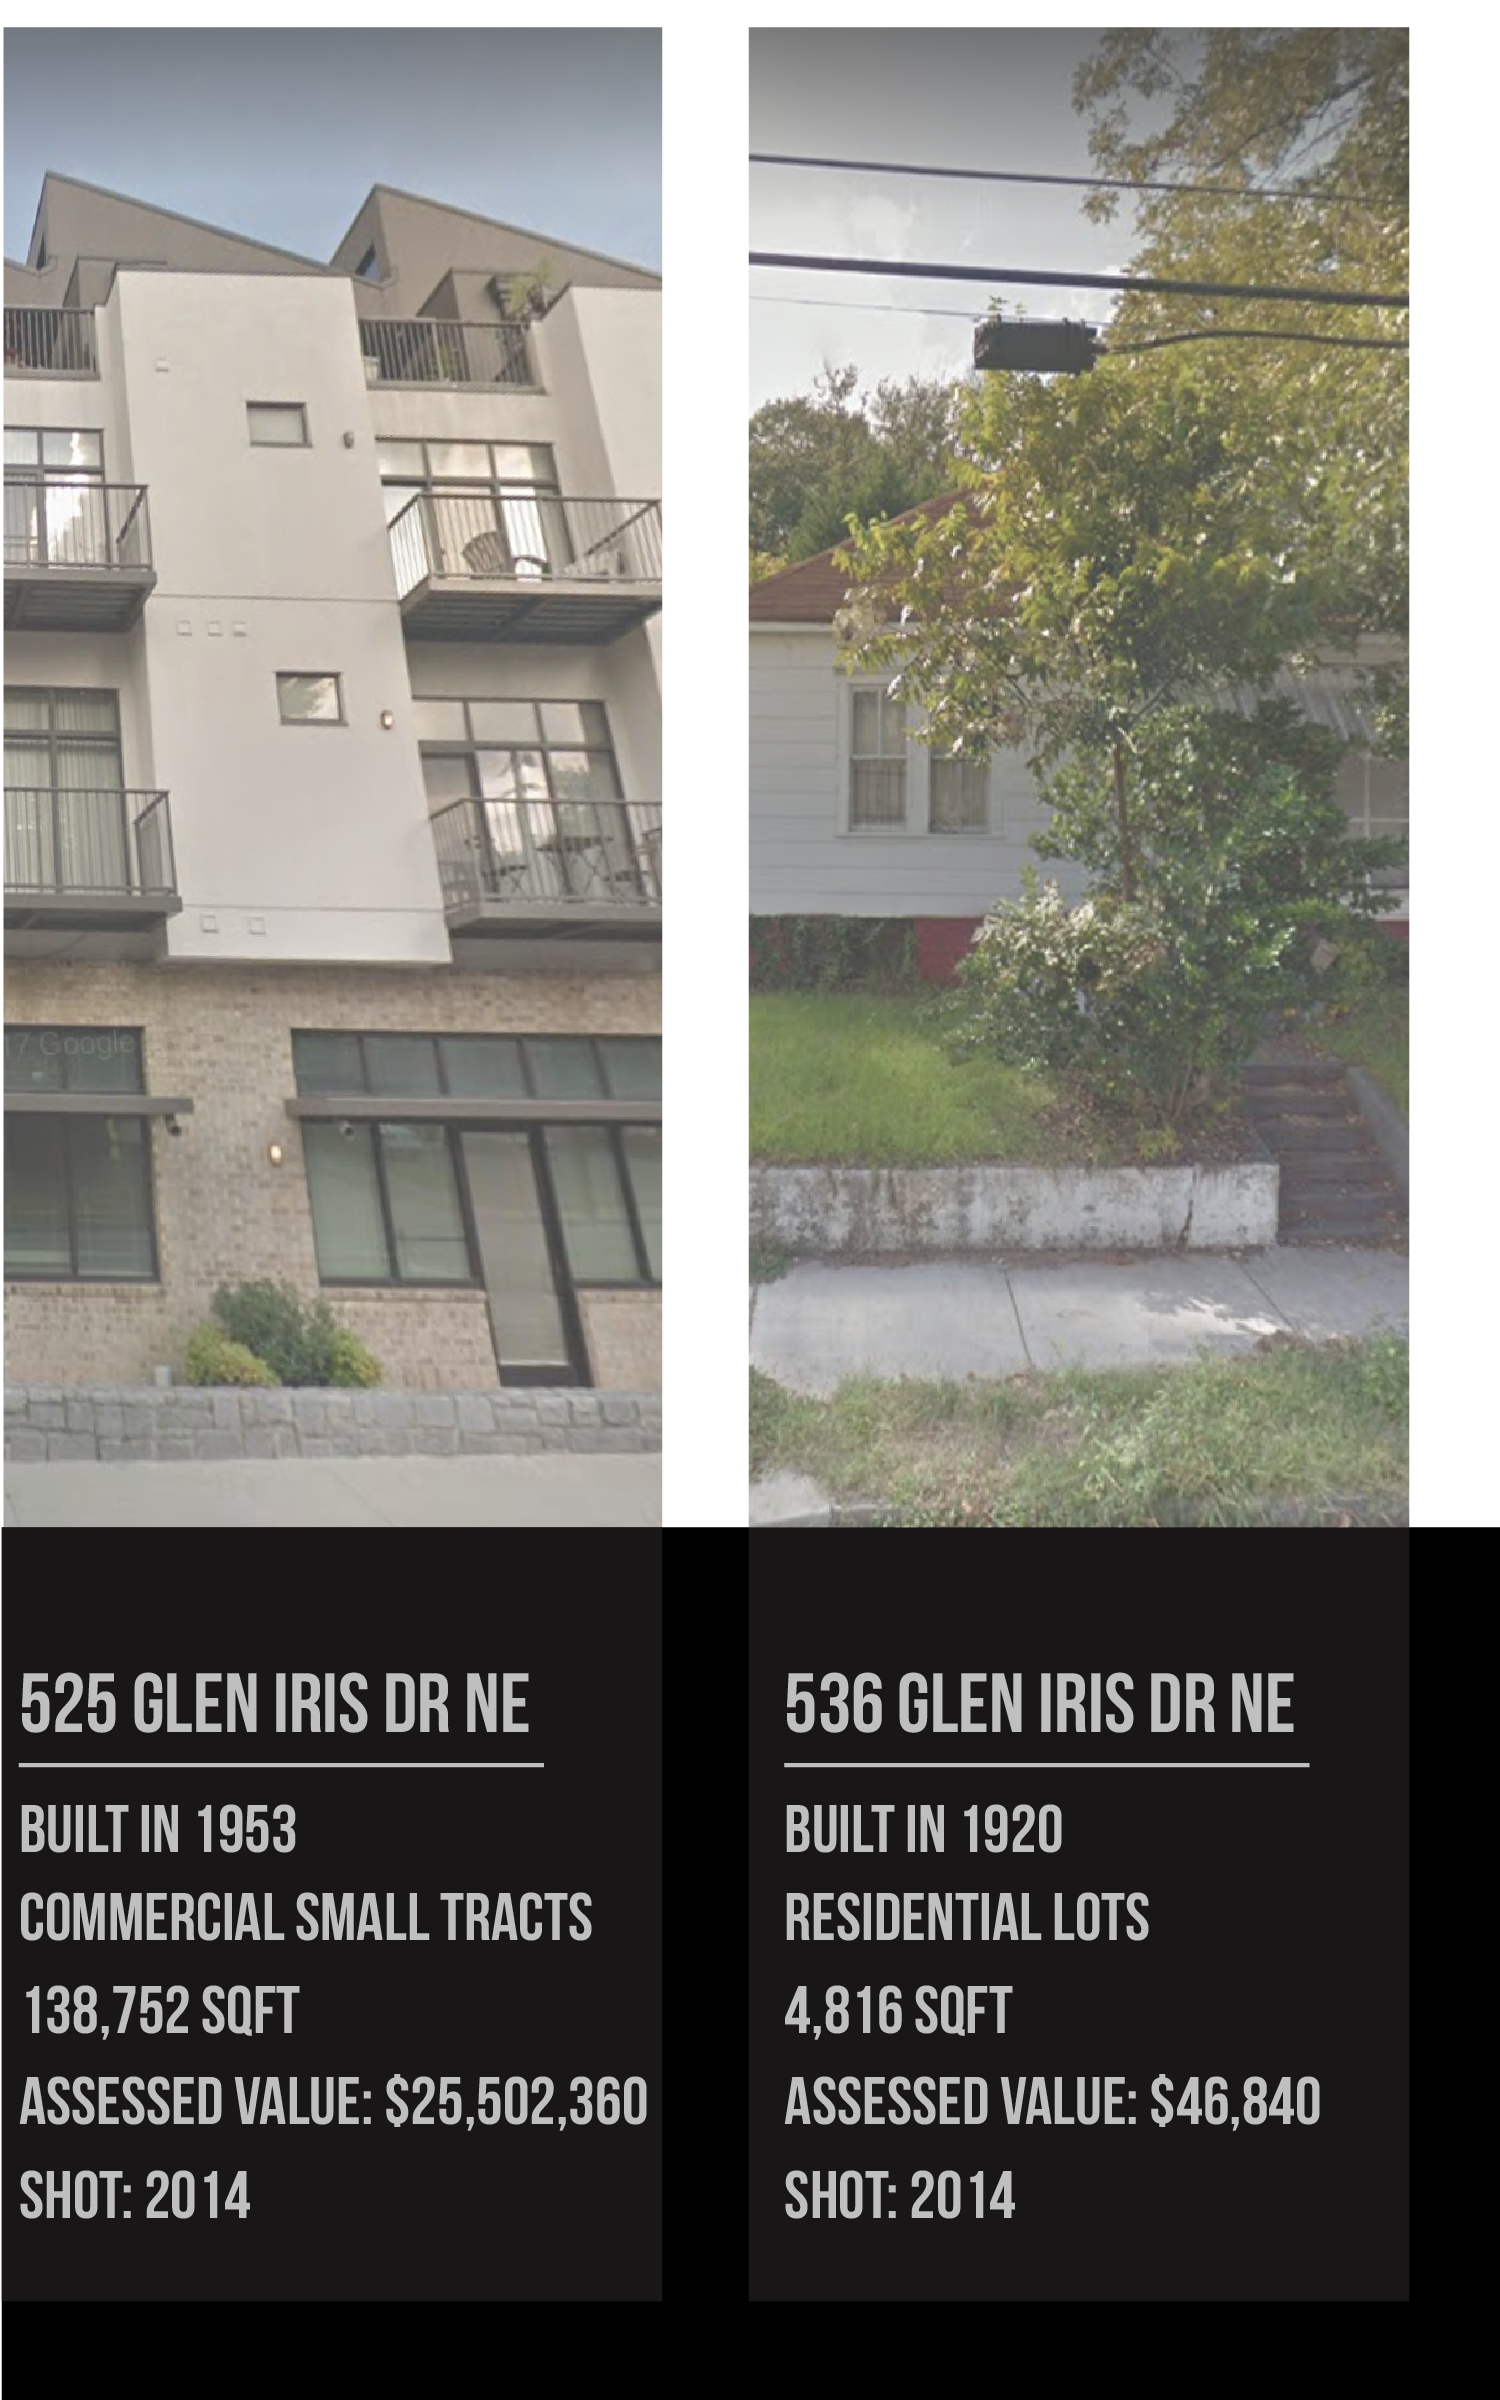 17 Google
525 GLEN IRIS DR NE
BUILT IN 1953
COMMERCIAL SMALL TRACTS
138,752 SQFT
ASSESSED VALUE: $25,502,360
SHOT: 2014
536 GLEN IRIS DR NE
BUILT IN 1920
RESIDENTIAL LOTS
4,816 SQFT
ASSESSED VALUE: $46,840
SHOT: 2014